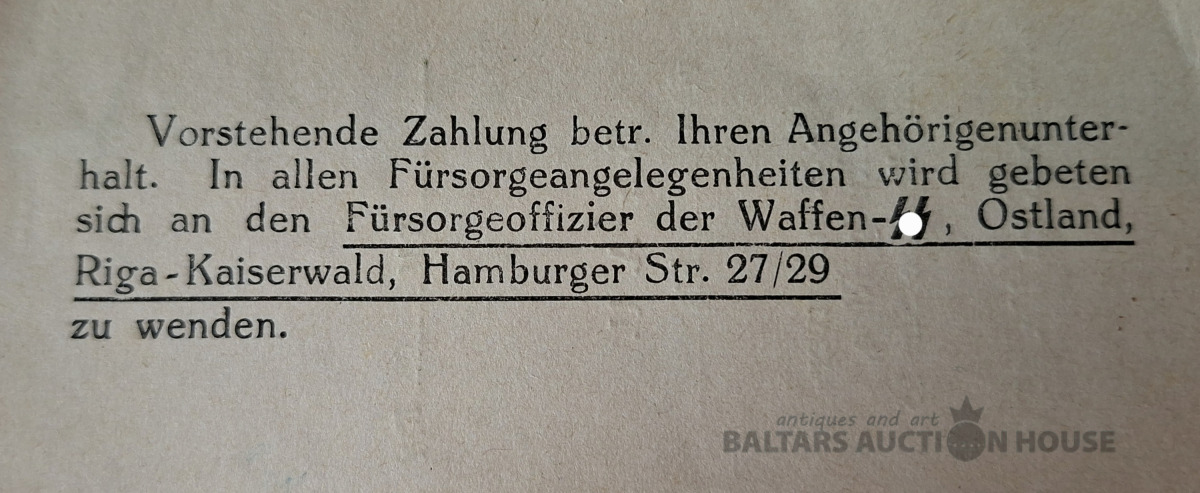 Vorstehende Zahlung betr. Ihren Angehörigenunter-
halt. In allen Fürsorgeangelegenheiten wird gebeten
sich an den Fürsorgeoffizier der Waffen-SS, Ostland,
Riga-Kaiserwald, Hamburger Str. 27/29
zu wenden.
antiques and art
BALTARS AUCTION HOUSE